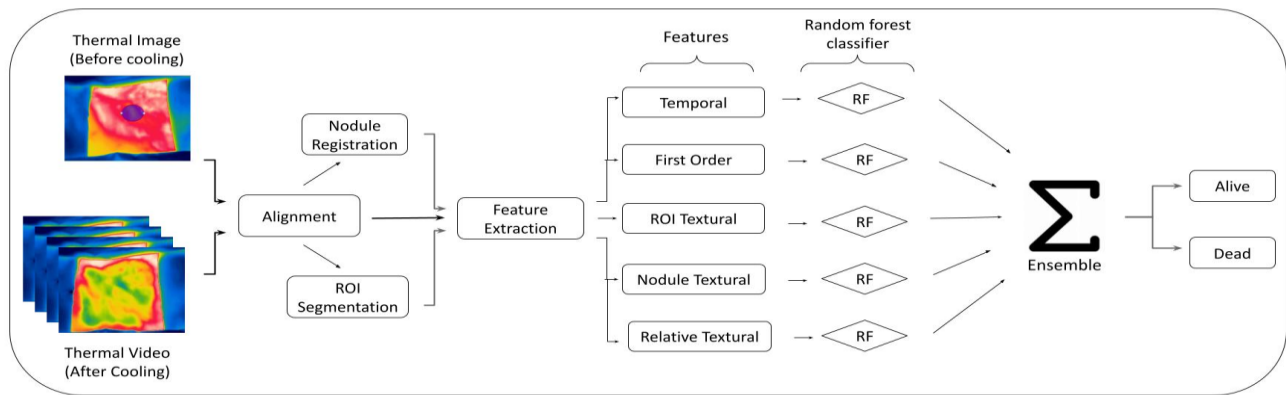 Thermal Image
(Before cooling)
Thermal Video
(After Cooling)
Alignment
Nodule
Registration
ROI
Segmentation
Feature
Extraction
Features
Temporal
First Order
ROI Textural
Nodule Textural
Relative Textural
Random forest
classifier
RF
RF
RF
RF
RF
Σ
Ensemble
Alive
Dead